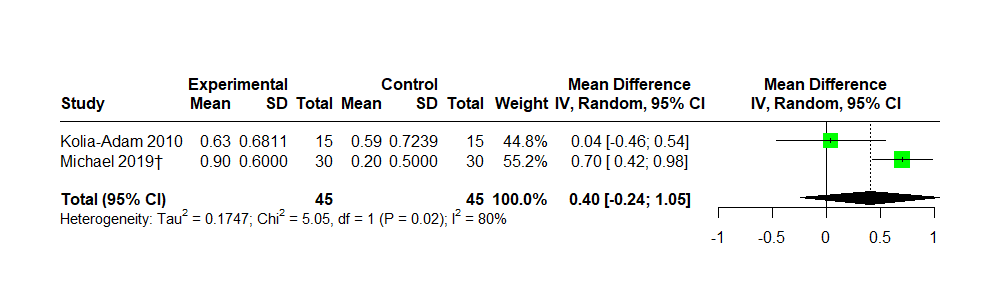 Experimental Control Mean Difference Mean Difference
Study Mean SD Total Mean SD Total Weight IV, Random, 95% CI IV, Random, 95% CI
Kolia-Adam 2010 0.63 0.6811 15 0.59 0.7239 15 44.8% 0.04 [-0.46; 0.54]
Michael 2019† 0.90 0.6000 30 0.20 0.5000 30 55.2% 0.70 [ 0.42; 0.98]
Total (95% CI) 45 45 100.0% 0.40 [-0.24; 1.05]
Heterogeneity: Tau² = 0.1747; Chi² = 5.05, df = 1 (P = 0.02); I² = 80%
-1 -0.5 0 0.5 1